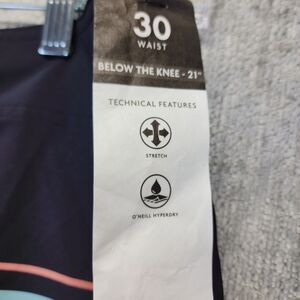 30
WAIST
BELOW THE KNEE - 21"
TECHNICAL FEATURES
STRETCH
O'NEILL HYPERDRY